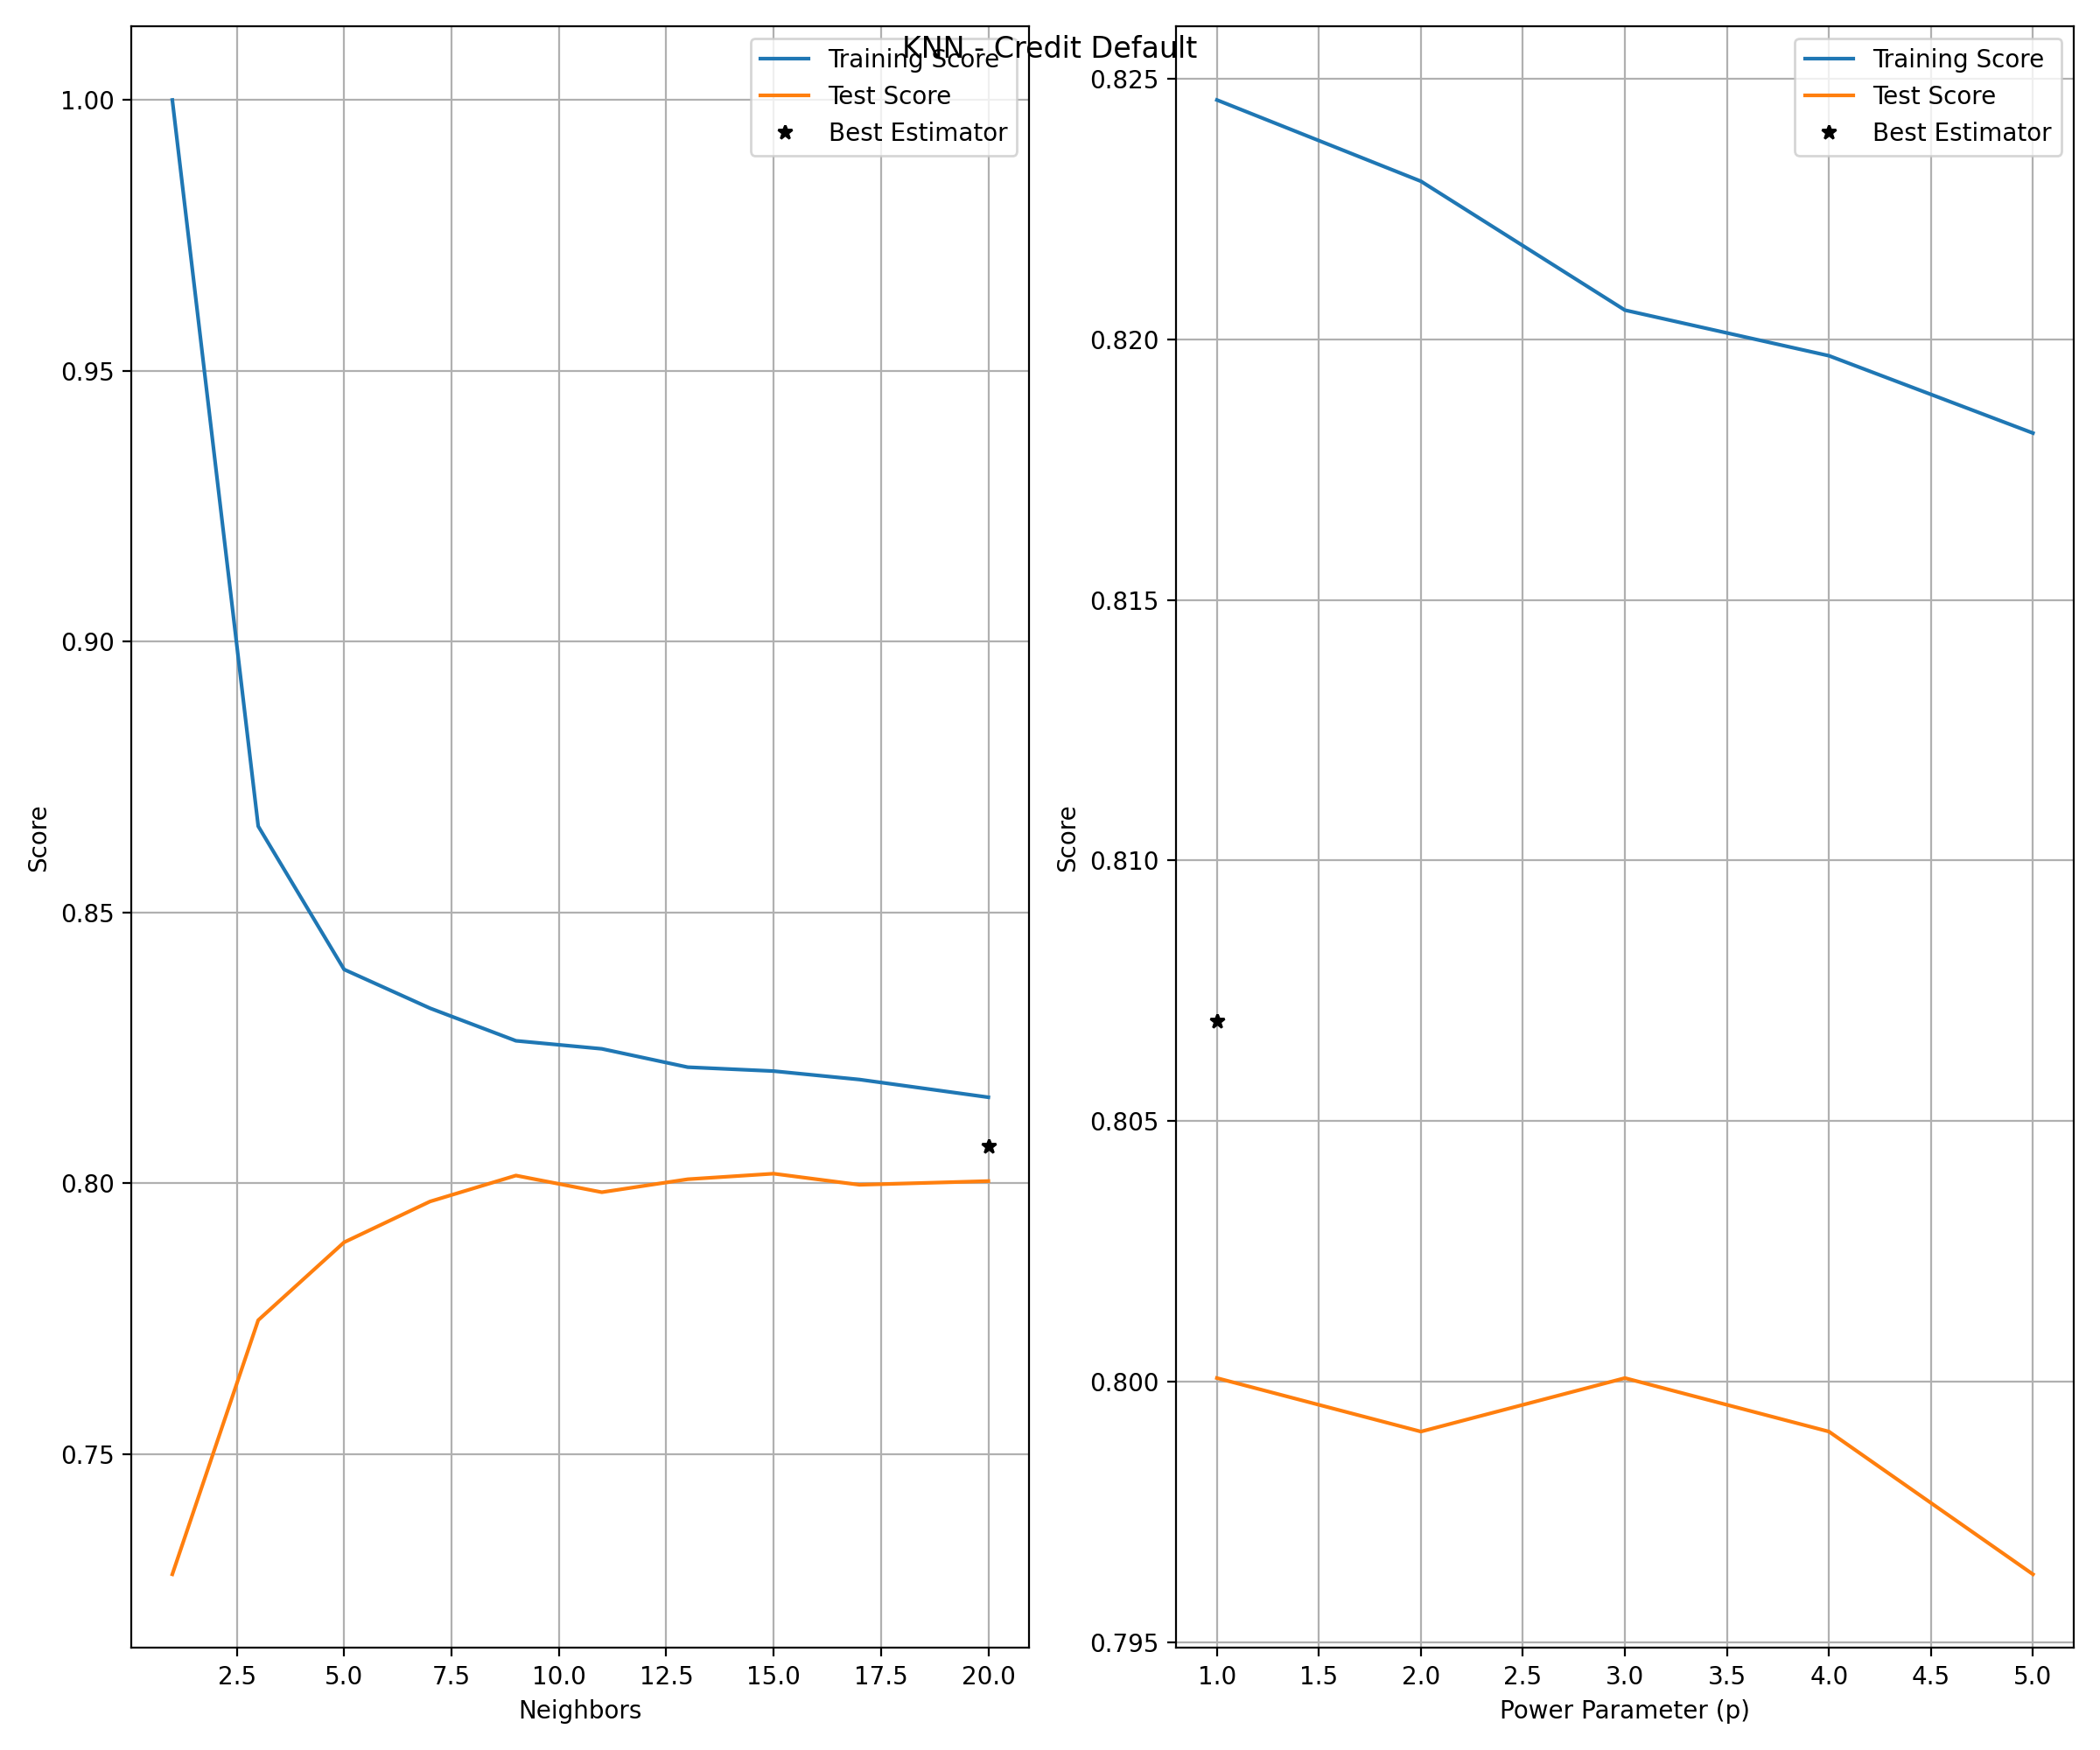 KNN - Credit Default
Training Score
Test Score
Best Estimator
1.00
0.95
0.90
0.85
0.80
0.75
Score
2.5 5.0 7.5 10.0 12.5 15.0 17.5 20.0
Neighbors
Training Score
Test Score
Best Estimator
0.825
0.820
0.815
0.810
0.805
0.800
0.795
Score
1.0 1.5 2.0 2.5 3.0 3.5 4.0 4.5 5.0
Power Parameter (p)